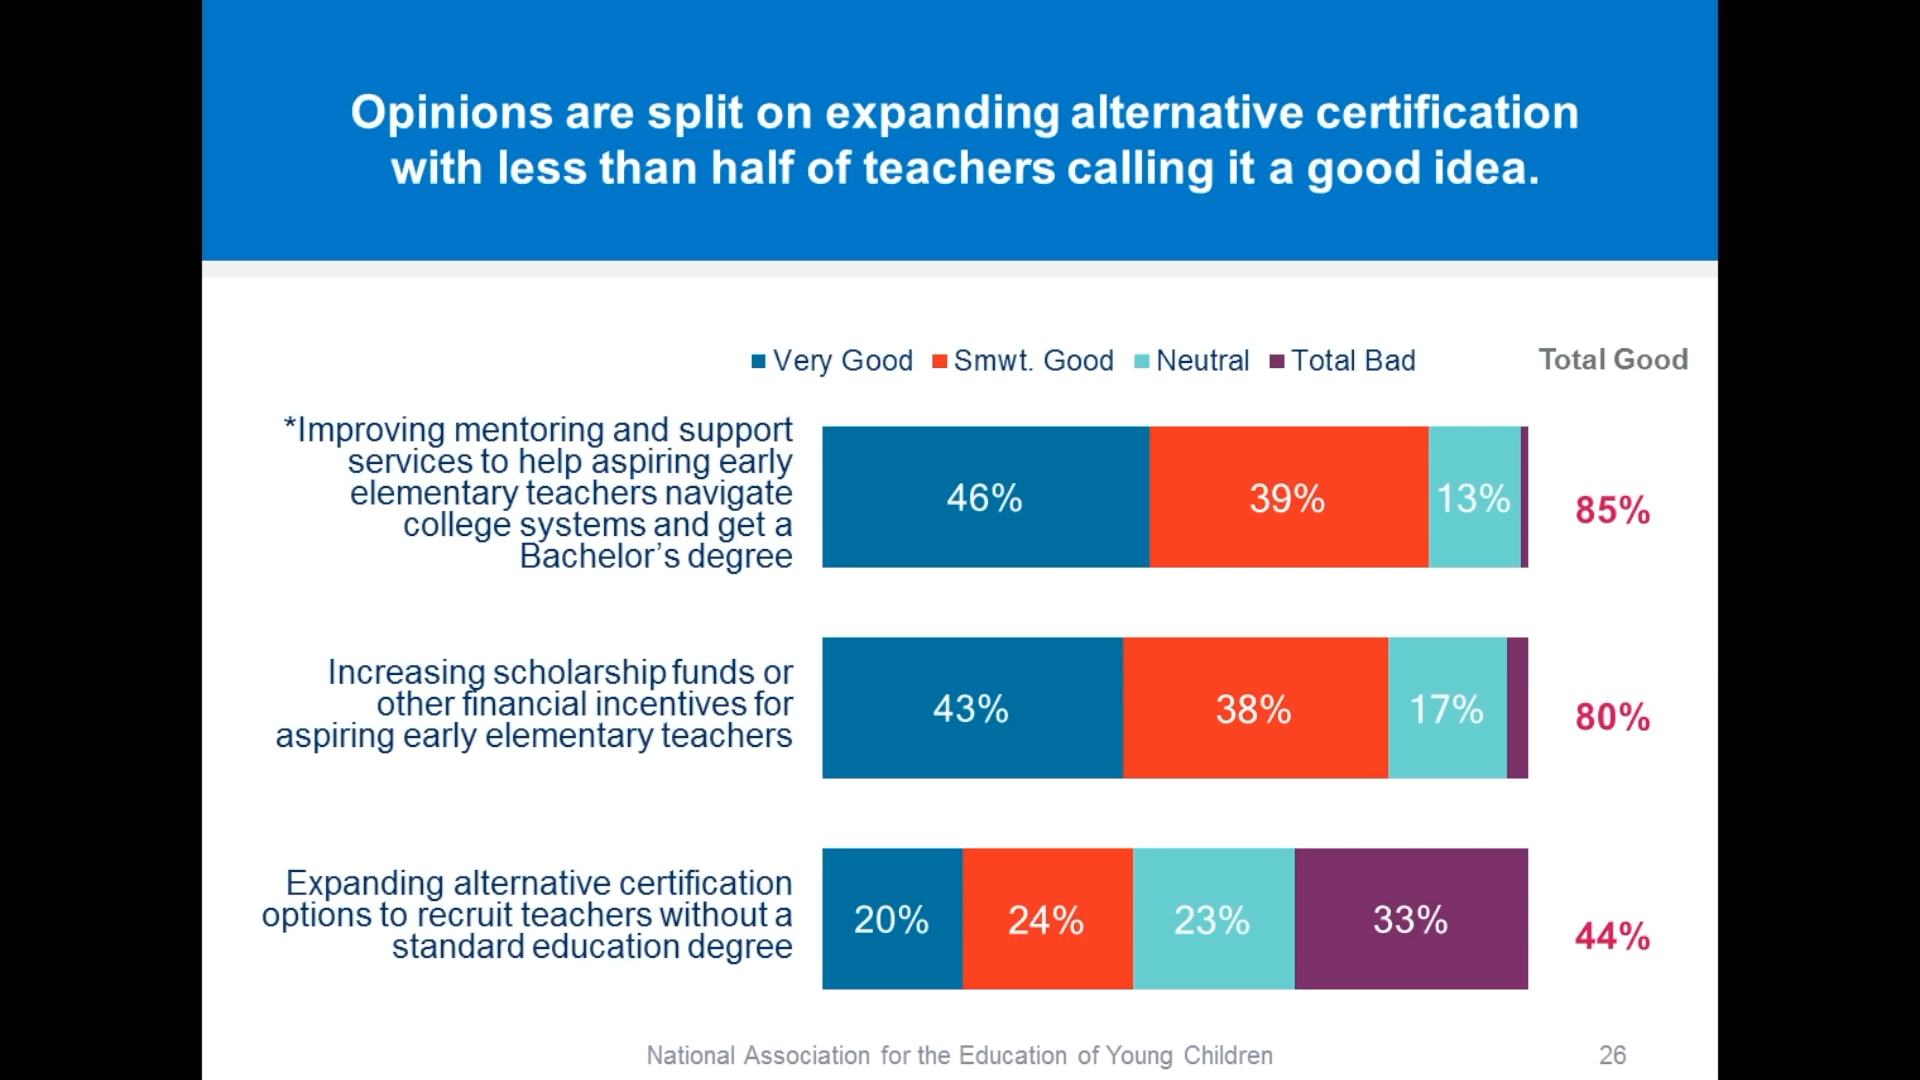 Opinions are split on expanding alternative certification
with less than half of teachers calling it a good idea.
Very Good Smwt. Good Neutral Total Bad Total Good
*Improving mentoring and support
services to help aspiring early
elementary teachers navigate
college systems and get a
Bachelor’s degree
46% 39% 13% 85%
Increasing scholarship funds or
other financial incentives for
aspiring early elementary teachers
43% 38% 17% 80%
Expanding alternative certification
options to recruit teachers without a
standard education degree
20% 24% 23% 33% 44%
National Association for the Education of Young Children 26